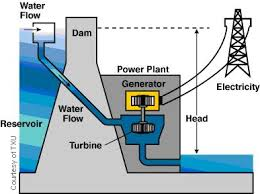 Water
Flow
Dam
Power Plant
Generator
Electricity
Reservoir
Water
Flow
Head
Turbine
Courtesy of TXU